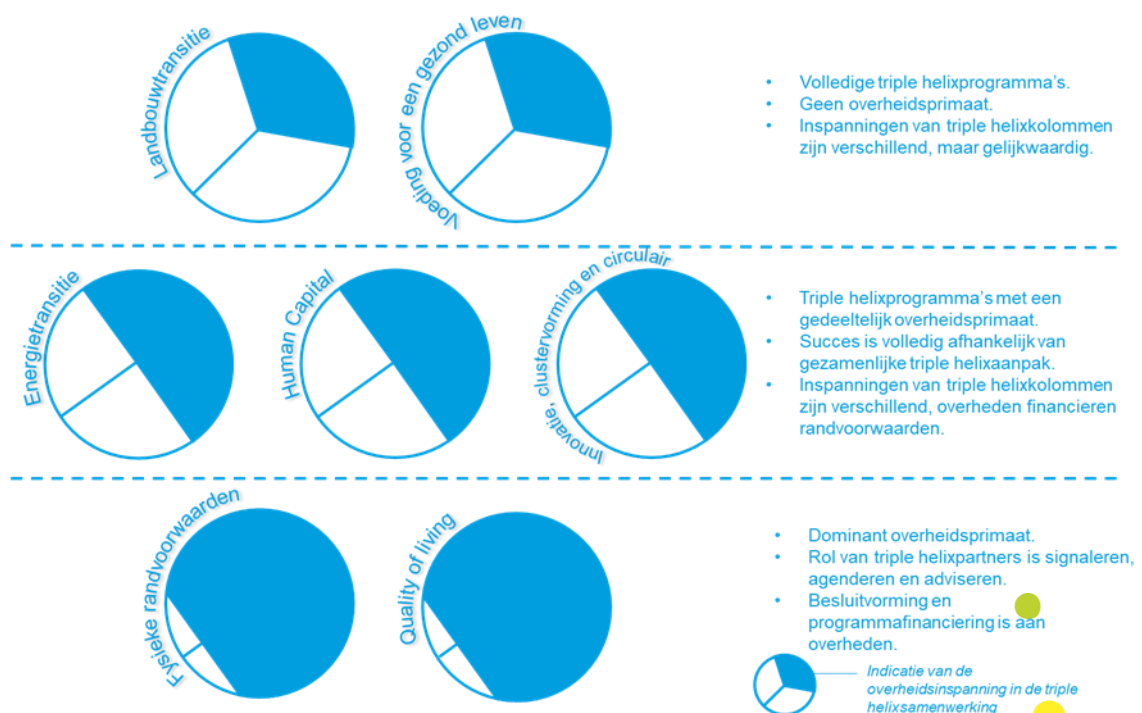 Landbouwtransitie
Voeding voor een gezond leven
• Volledige triple helixprogramma's.
• Geen overheidsprimaat.
• Inspanningen van triple helixkolommen
zijn verschillend, maar gelijkwaardig.
Energietransitie
Human Capital
Innovatie, clustervorming en circulair
• Triple helixprogramma's met een
gedeeltelijk overheidsprimaat.
• Succes is volledig afhankelijk van
gezamenlijke triple helixaanpak.
• Inspanningen van triple helixkolommen
zijn verschillend, overheden financieren
randvoorwaarden.
Fysieke randvoorwaarden
Quality of living
• Dominant overheidsprimaat.
• Rol van triple helixpartners is signaleren,
agenderen en adviseren.
• Besluitvorming en
programmafinanciering is aan
overheden.
Indicatie van de
overheidsinspanning in de triple
helixsamenwerking